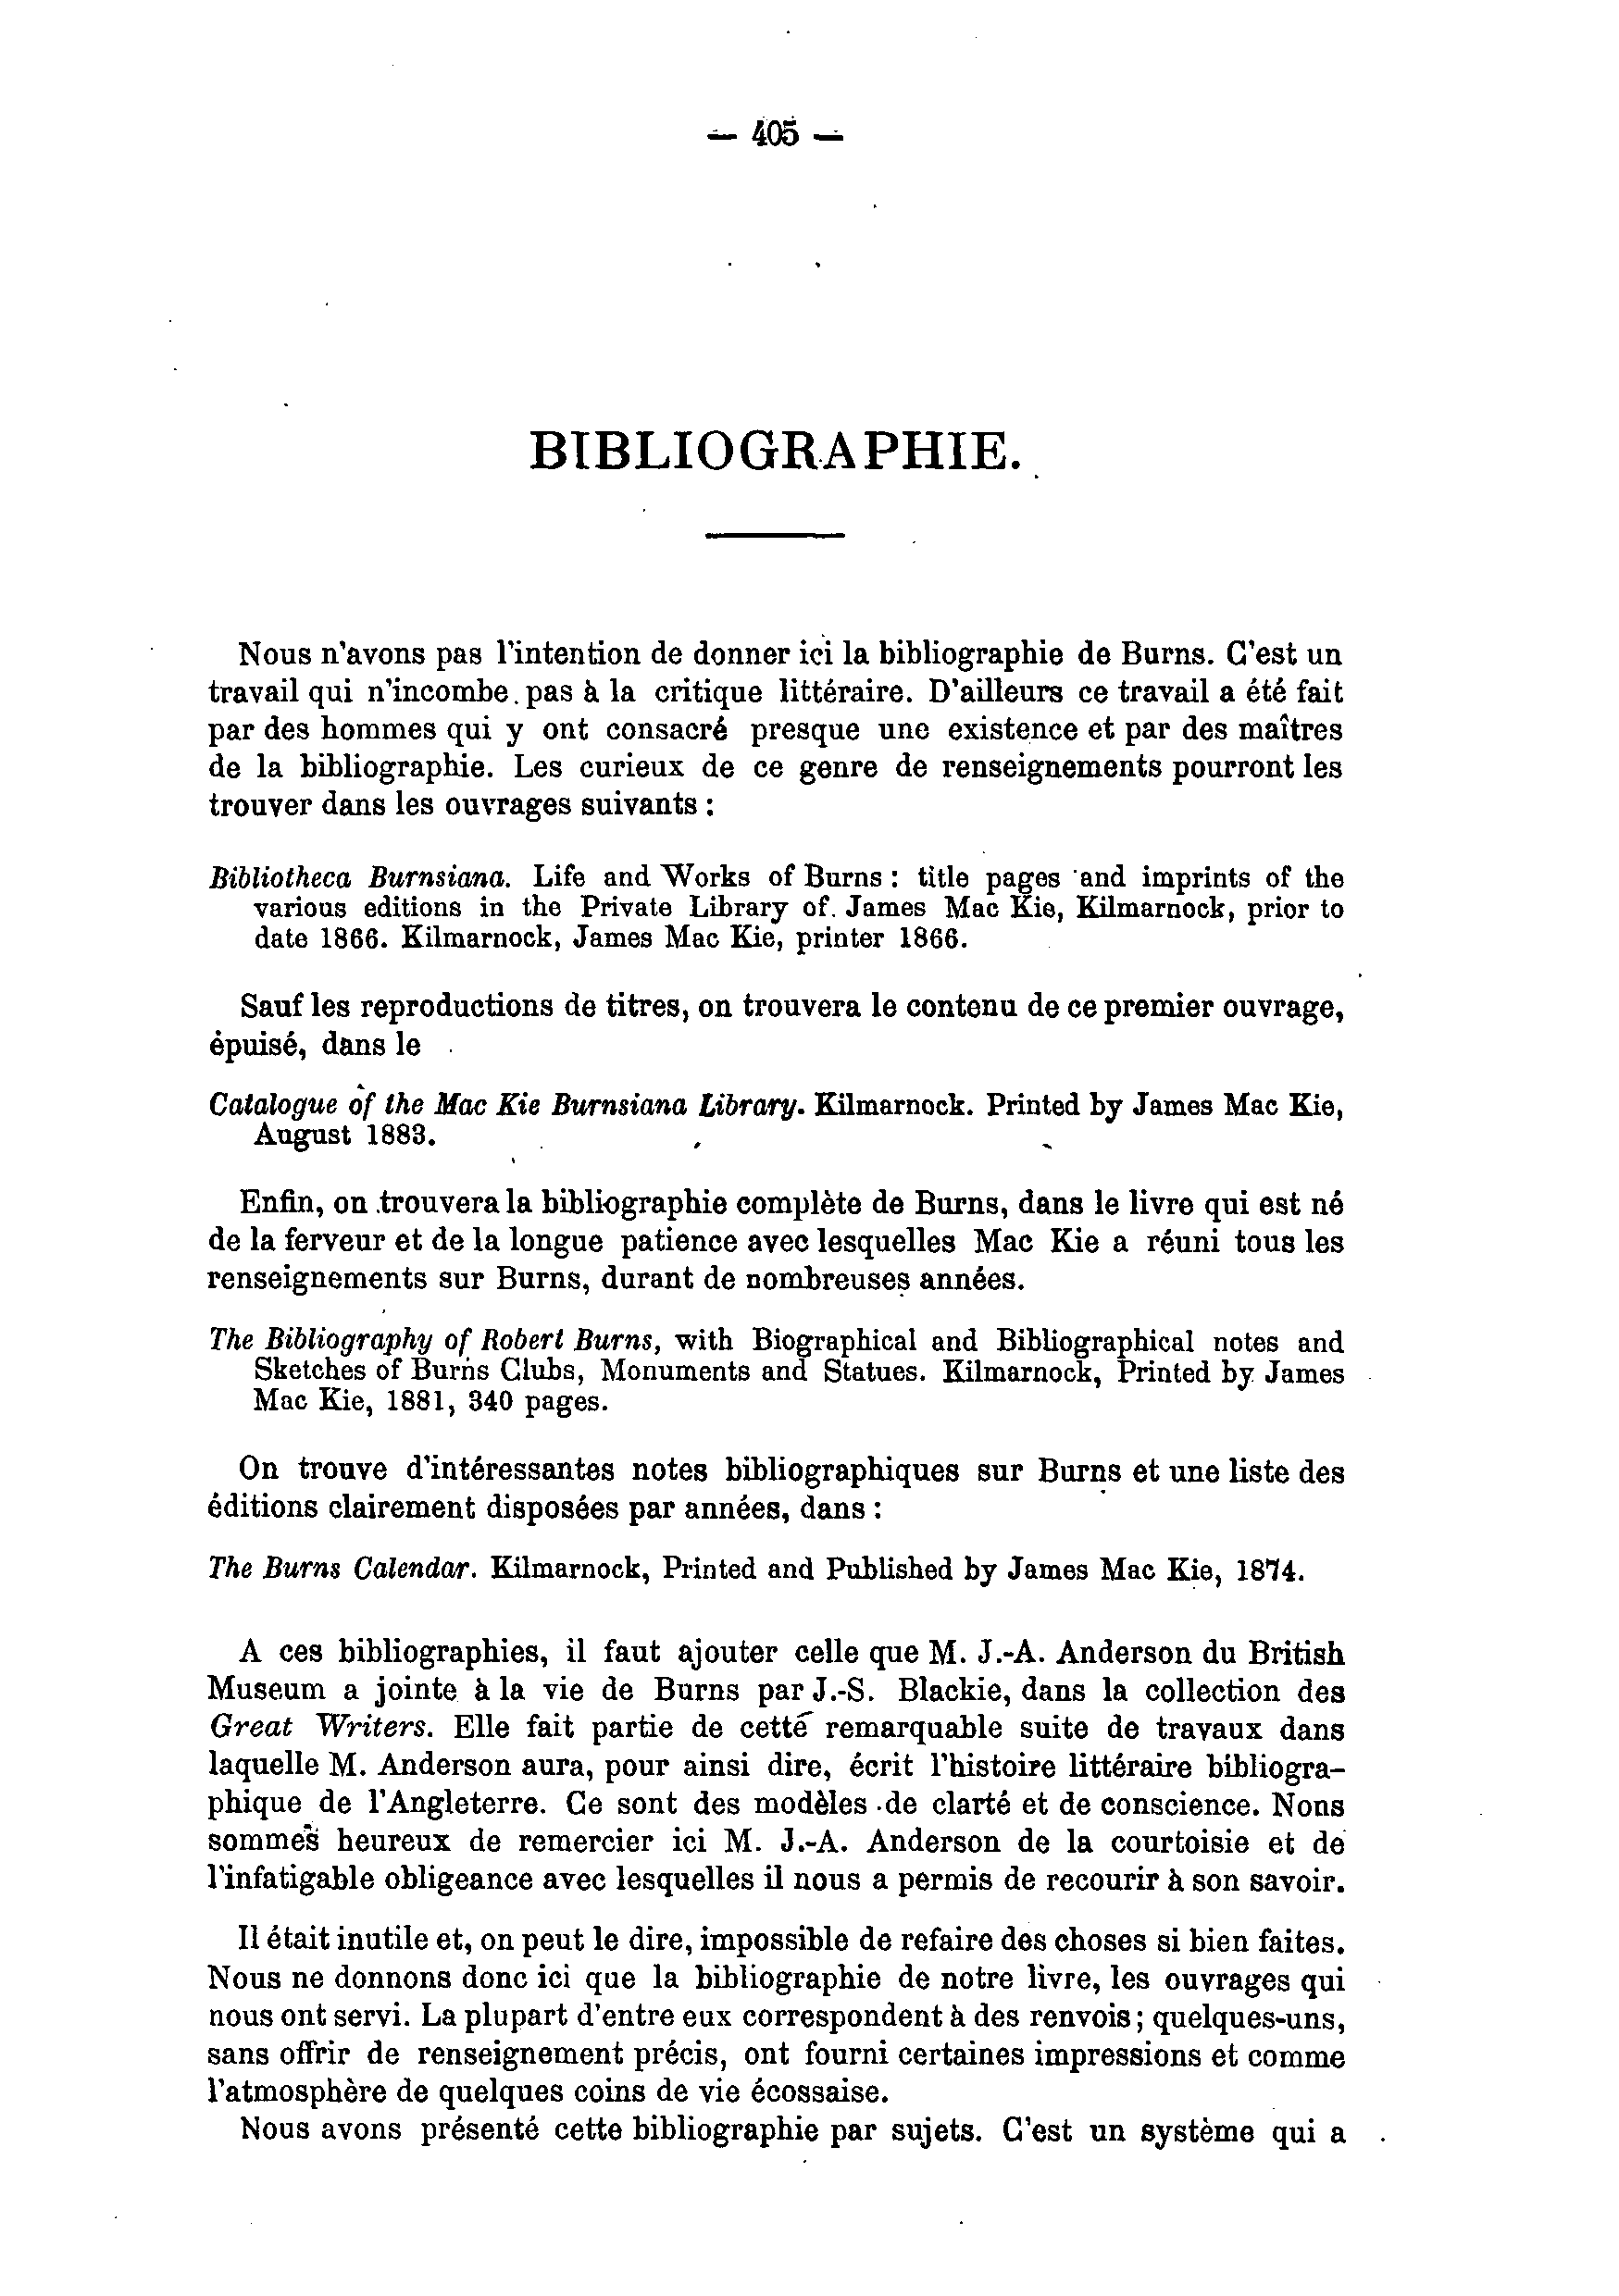 — 405 —
BIBLIOGRAPHIE.
Nous n'avons pas l'intention de donner ici la bibliographie de Burns. C'est un
travail qui n'incombe pas à la critique littéraire. D'ailleurs ce travail a été fait
par des hommes qui y ont consacré presque une existence et par des maîtres
de la bibliographie. Les curieux de ce genre de renseignements pourront les
trouver dans les ouvrages suivants :
Bibliotheca Burnsiana. Life and Works of Burns : title pages and imprints of the
various editions in the Private Library of. James Mac Kie, Kilmarnock, prior to
date 1866. Kilmarnock, James Mac Kie, printer 1866.
Sauf les reproductions de titres, on trouvera le contenu de ce premier ouvrage,
épuisé, dans le
Catalogue of the Mac Kie Burnsiana Library. Kilmarnock. Printed by James Mac Kie,
August 1883.
Enfin, on trouvera la bibliographie complète de Burns, dans le livre qui est né
de la ferveur et de la longue patience avec lesquelles Mac Kie a réuni tous les
renseignements sur Burns, durant de nombreuses années.
The Bibliography of Robert Burns, with Biographical and Bibliographical notes and
Sketches of Burns Clubs, Monuments and Statues. Kilmarnock, Printed by James
Mac Kie, 1881, 340 pages.
On trouve d'intéressantes notes bibliographiques sur Burns et une liste des
éditions clairement disposées par années, dans :
The Burns Calendar. Kilmarnock, Printed and Published by James Mac Kie, 1874.
A ces bibliographies, il faut ajouter celle que M. J.-A. Anderson du British
Museum a jointe à la vie de Burns par J.-S. Blackie, dans la collection des
Great Writers. Elle fait partie de cette remarquable suite de travaux dans
laquelle M. Anderson aura, pour ainsi dire, écrit l'histoire littéraire bibliogra-
phique de l'Angleterre. Ce sont des modèles de clarté et de conscience. Nons
sommes heureux de remercier ici M. J.-A. Anderson de la courtoisie et de
l'infatigable obligeance avec lesquelles il nous a permis de recourir à son savoir.
Il était inutile et, on peut le dire, impossible de refaire des choses si bien faites.
Nous ne donnons donc ici que la bibliographie de notre livre, les ouvrages qui
nous ont servi. La plupart d'entre eux correspondent à des renvois ; quelques-uns,
sans offrir de renseignement précis, ont fourni certaines impressions et comme
l'atmosphère de quelques coins de vie écossaise.
Nous avons présenté cette bibliographie par sujets. C'est un système qui a